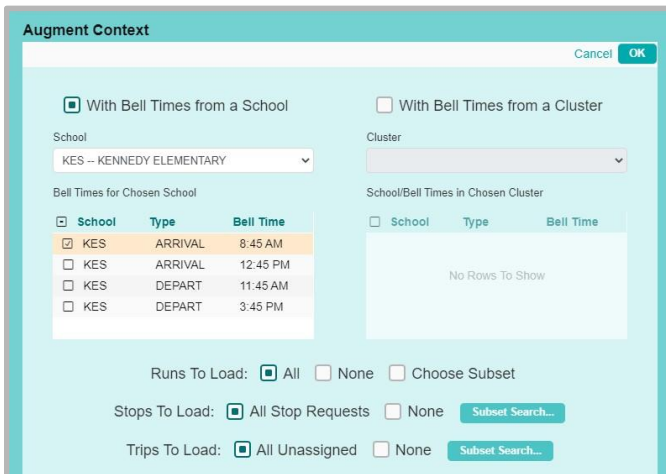 Augment Context
Cancel OK
With Bell Times from a School
With Bell Times from a Cluster
School
Cluster
KES -- KENNEDY ELEMENTARY
Bell Times for Chosen School
School/Bell Times in Chosen Cluster
School Type Bell Time
KES ARRIVAL 8:45 AM
KES ARRIVAL 12:45 PM
KES DEPART 11:45 AM
KES DEPART 3:45 PM
School Type Bell Time
No Rows To Show
Runs To Load: All None Choose Subset
Stops To Load: All Stop Requests None Subset Search...
Trips To Load: All Unassigned None Subset Search...